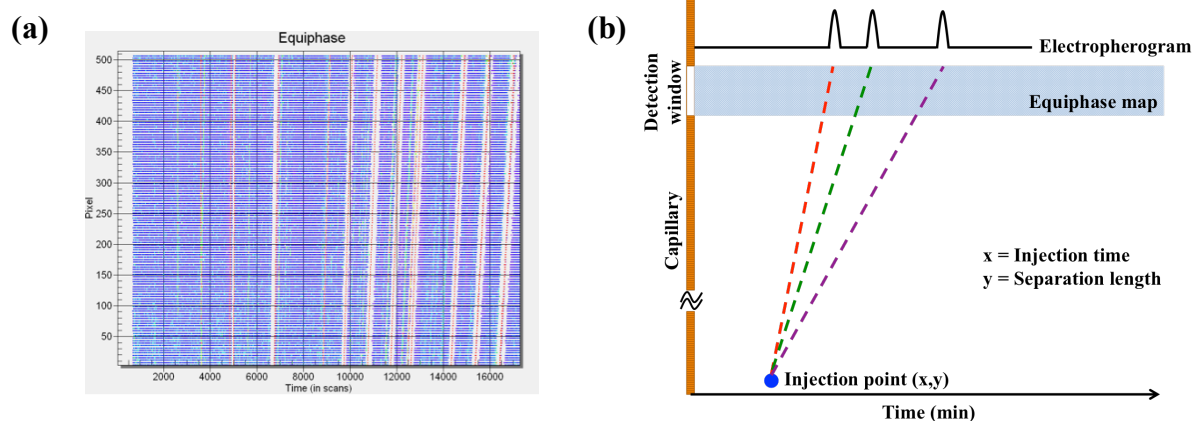 (a)
Equiphase
500
450
400
350
300
250
200
150
100
50
Pixel
2000 4000 6000 8000 10000 12000 14000 16000
Time (in scans)
(b)
Electropherogram
Detection
window
Equiphase map
Capillary
x = Injection time
y = Separation length
Injection point (x,y)
Time (min)